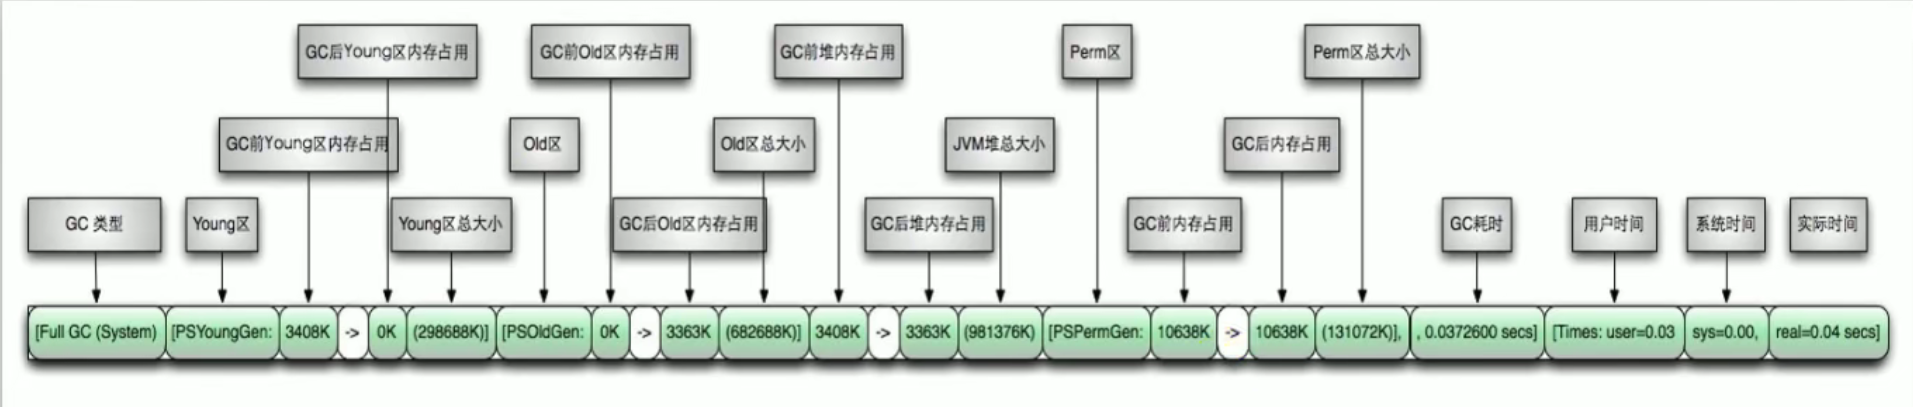 GC后Young区内存占用
GC前Old区内存占用
GC前堆内存占用
Perm区
Perm区总大小
GC前Young区内存占用
Old区
Old区总大小
JVM堆总大小
GC后内存占用
GC 类型
Young区
Young区总大小
GC后Old区内存占用
GC后堆内存占用
GC前内存占用
GC耗时
用户时间
系统时间
实际时间
[Full GC (System) [PSYoungGen: 3408K -> 0K (298688K)] [PSOldGen: 0K -> 3363K (682688K)] 3408K -> 3363K (981376K) [PSPermGen: 10638K -> 10638K (131072K)], , 0.0372600 secs] [Times: user=0.03 sys=0.00, real=0.04 secs]